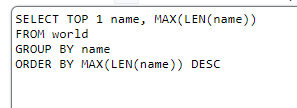 SELECT TOP 1 name, MAX(LEN(name))
FROM world
GROUP BY name
ORDER BY MAX(LEN(name)) DESC